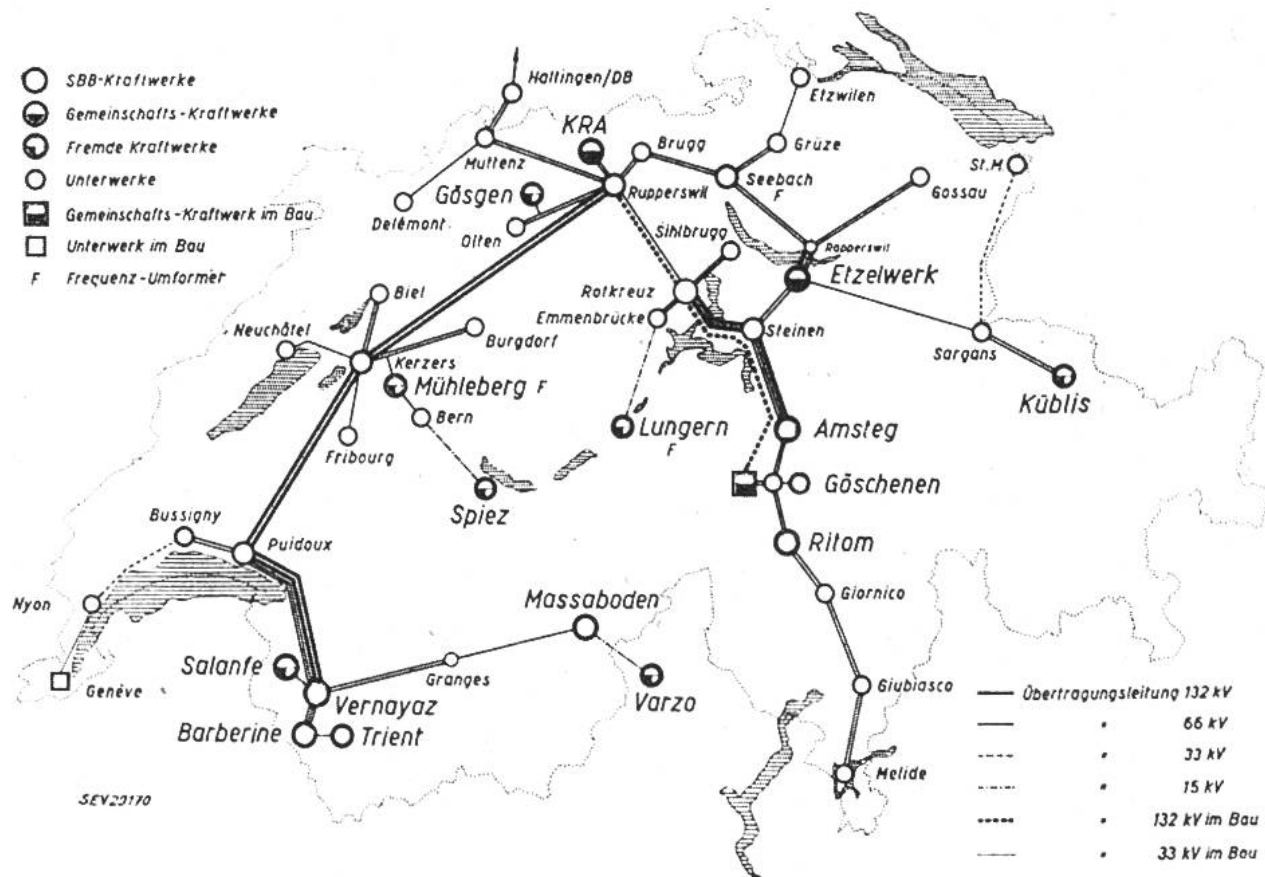 SBB-Kraftwerke
Gemeinschafts-Kraftwerke
Fremde Kraftwerke
Unterwerke
Gemeinschafts-Kraftwerk im Bau
Unterwerk im Bau
F Frequenz-Umformer
Haltingen/DB
Etzwilen
KRA
Brugg
Grüze
Muttenz
St.M.
Seebach
F
Gossau
Gösgen
Rupperswil
Delémont
Olten
Sihlbrugg
Rapperswil
Etzelwerk
Biel
Rotkreuz
Emmenbrücke
Steinen
Neuchâtel
Burgdorf
Sargans
Kerzers
Mühleberg F
Küblis
Bern
Lungern
F
Amsteg
Fribourg
Göschenen
Spiez
Bussigny
Puidoux
Ritom
Nyon
Giornico
Massaboden
Salanfe
Granges
Genève
Giubiasco
Vernayaz
Varzo
Barberine
Trient
Melide
Übertragungsleitung 132 kV
" 66 kV
" 33 kV
" 15 kV
" 132 kV im Bau
" 33 kV im Bau
SEV20170